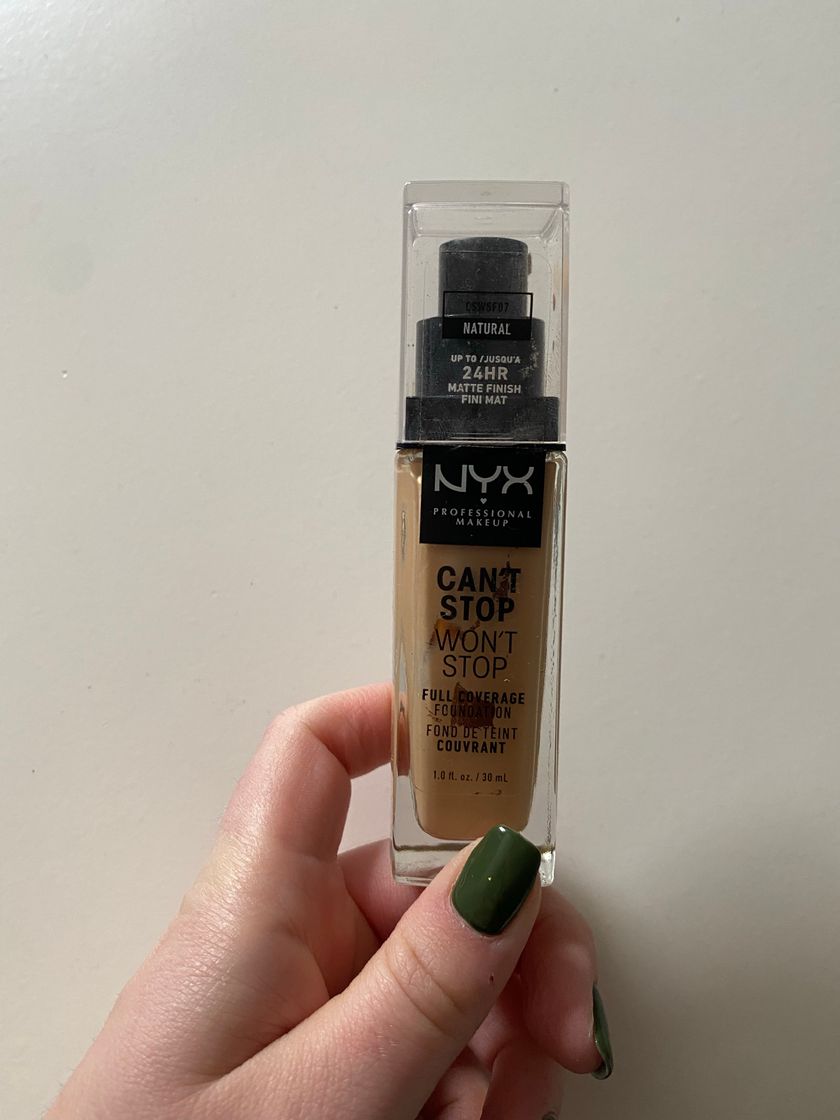 CSWSF07
NATURAL
UP TO / JUSQU'A
24HR
MATTE FINISH
FINI MAT
NYX
PROFESSIONAL
MAKEUP
CAN'T
STOP
WON'T
STOP
FULL COVERAGE
FOUNDATION
FOND DE TEINT
COUVRANT
1.0 fl. oz. / 30 mL